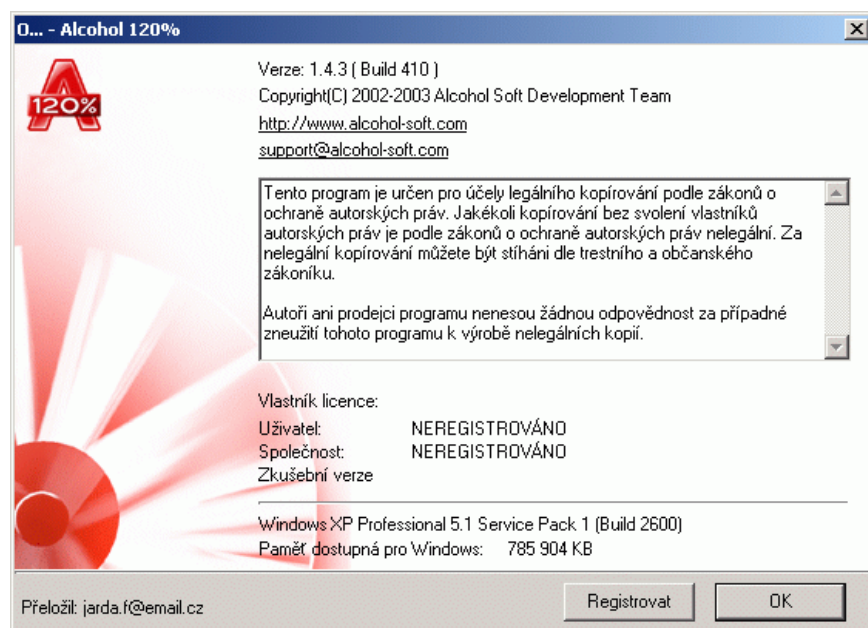 O... - Alcohol 120%
120%
Verze: 1.4.3 ( Build 410 )
Copyright(C) 2002-2003 Alcohol Soft Development Team
http://www.alcohol-soft.com
support@alcohol-soft.com
Tento program je určen pro účely legálního kopírování podle zákonů o
ochraně autorských práv. Jakékoli kopírování bez svolení vlastníků
autorských práv je podle zákonů o ochraně autorských práv nelegální. Za
nelegální kopírování můžete být stíháni dle trestního a občanského
zákoníku.
Autoři ani prodejci programu nenesou žádnou odpovědnost za případné
zneužití tohoto programu k výrobě nelegálních kopií.
Vlastník licence:
Uživatel: NEREGISTROVÁNO
Společnost: NEREGISTROVÁNO
Zkušební verze
Windows XP Professional 5.1 Service Pack 1 (Build 2600)
Paměť dostupná pro Windows: 785 904 KB
Přeložil: jarda.f@email.cz
Registrovat
OK